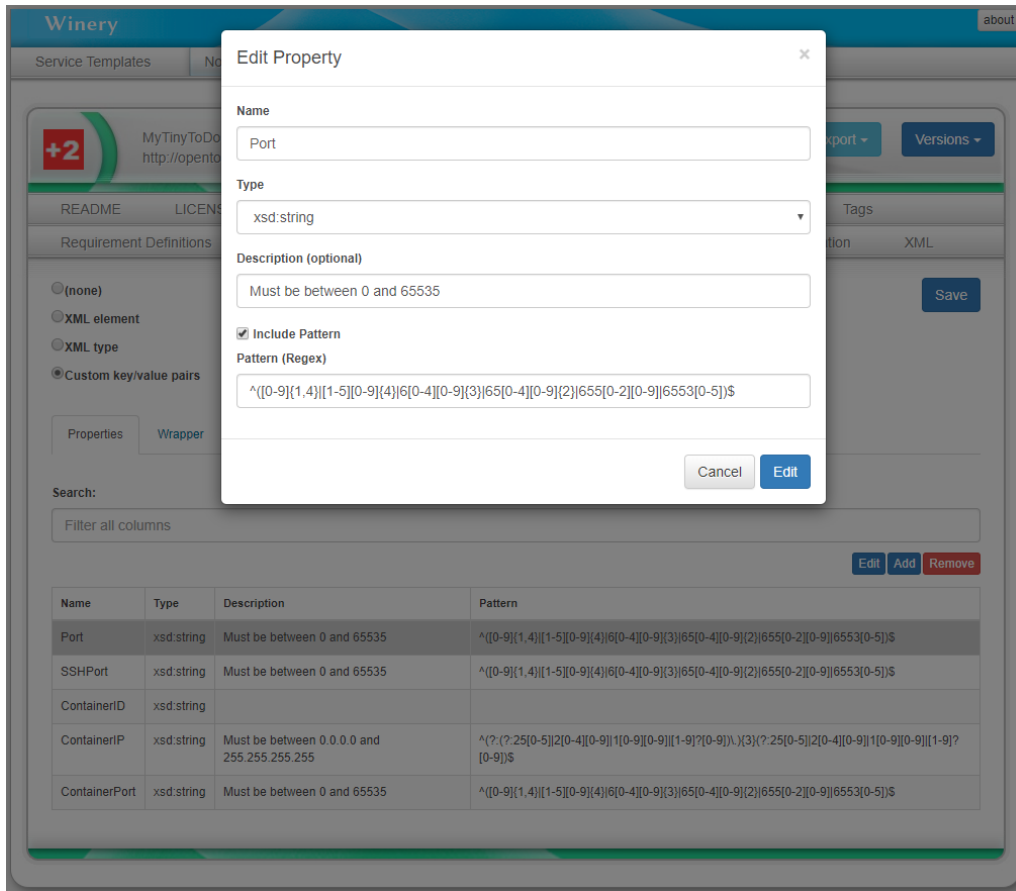 Winery
about
Service Templates
No
Edit Property
×
Name
Port
Type
xsd:string
Description (optional)
Must be between 0 and 65535
Include Pattern
Pattern (Regex)
^([0-9]{1,4}|[1-5][0-9]{4}|6[0-4][0-9]{3}|65[0-4][0-9]{2}|655[0-2][0-9]|6553[0-5])$
Cancel
Edit
+2
MyTinyToDo
http://opento
xport
Versions
README
LICENS
Tags
Requirement Definitions
tion
XML
(none)
XML element
XML type
Custom key/value pairs
Save
Properties
Wrapper
Search:
Filter all columns
Edit Add Remove
Name Type Description Pattern
Port xsd:string Must be between 0 and 65535 ^([0-9]{1,4}|[1-5][0-9]{4}|6[0-4][0-9]{3}|65[0-4][0-9]{2}|655[0-2][0-9]|6553[0-5])$
SSHPort xsd:string Must be between 0 and 65535 ^([0-9]{1,4}|[1-5][0-9]{4}|6[0-4][0-9]{3}|65[0-4][0-9]{2}|655[0-2][0-9]|6553[0-5])$
ContainerID xsd:string
ContainerIP xsd:string Must be between 0.0.0.0 and ^(?:(?:25[0-5]|2[0-4][0-9]|1[0-9][0-9]|[1-9]?[0-9])\.){3}(?:25[0-5]|2[0-4][0-9]|1[0-9][0-9]|[1-9]?
255.255.255.255 [0-9])$
ContainerPort xsd:string Must be between 0 and 65535 ^([0-9]{1,4}|[1-5][0-9]{4}|6[0-4][0-9]{3}|65[0-4][0-9]{2}|655[0-2][0-9]|6553[0-5])$